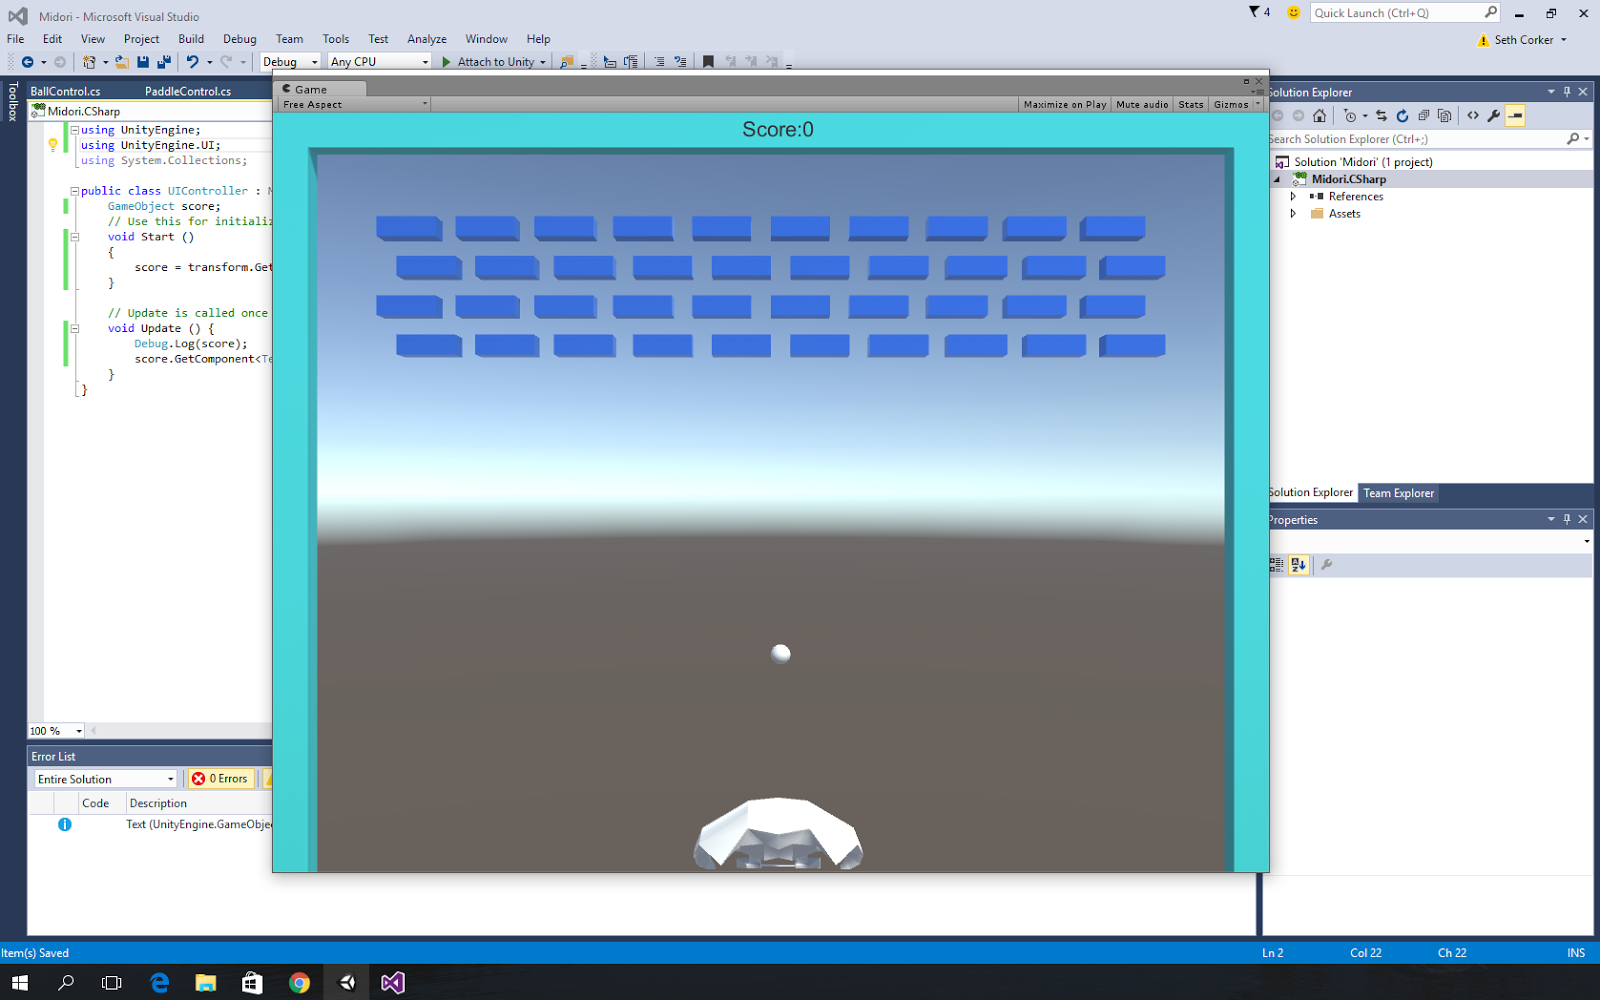 Midori - Microsoft Visual Studio
4
Quick Launch (Ctrl+Q)
File Edit View Project Build Debug Team Tools Test Analyze Window Help
Seth Corker
Debug Any CPU Attach to Unity
Toolbox
BallControl.cs PaddleControl.cs
Midori.CSharp
using UnityEngine;
using UnityEngine.UI;
using System.Collections;
public class UIController :
GameObject score;
// Use this for initializ
void Start ()
{
score = transform.Get
}
// Update is called once
void Update () {
Debug.Log(score);
score.GetComponent<Te
}
}
100 %
Game
Free Aspect
Maximize on Play Mute audio Stats Gizmos
Score:0
Solution Explorer
Search Solution Explorer (Ctrl+;)
Solution 'Midori' (1 project)
Midori.CSharp
References
Assets
Solution Explorer Team Explorer
Properties
Error List
Entire Solution 0 Errors
Code Description
Text (UnityEngine.GameObje
Item(s) Saved
Ln 2 Col 22 Ch 22 INS